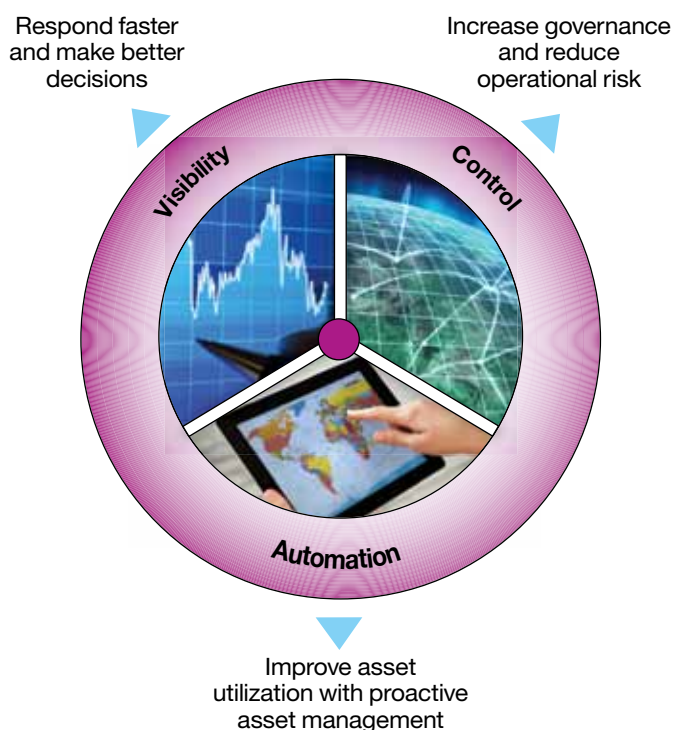 Respond faster
and make better
decisions
Increase governance
and reduce
operational risk
Visibility
Control
Automation
Improve asset
utilization with proactive
asset management